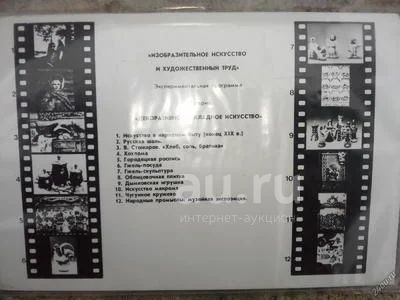 «ИЗОБРАЗИТЕЛЬНОЕ ИСКУССТВО
И ХУДОЖЕСТВЕННЫЙ ТРУД»
Экспериментальная программа
ПРИКЛАДНОЕ ИСКУССТВО»
1. Искусство в народном быту (конец XIX в.)
2. Русская шаль.
3. В. Стожаров. «Хлеб, соль, братина»
4. Хохлома
5. Городецкая роспись
6. Гжель-посуда
7. Гжель-скульптура
8. Облицовочная плитка
9. Дымковская игрушка
10. Искусство макраме
11. Чугунное кружево
12. Народные промыслы: музейная экспозиция.
au.ru
интернет-аукцион
1
2
3
4
5
6
7
8
9
10
11
12
24au.ru